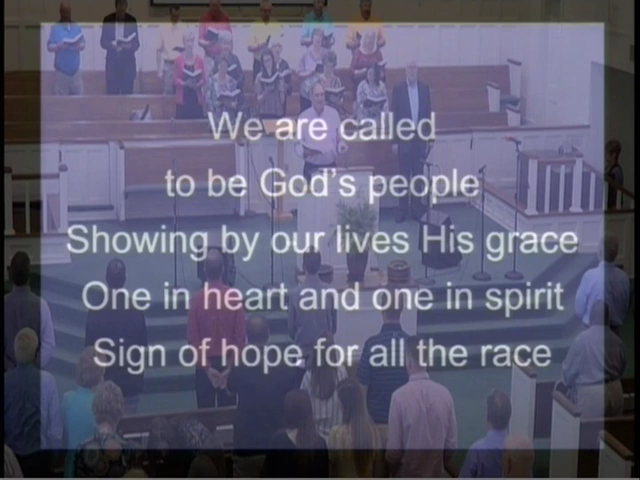 We are called
to be God's people
Showing by our lives His grace
One in heart and one in spirit
Sign of hope for all the race